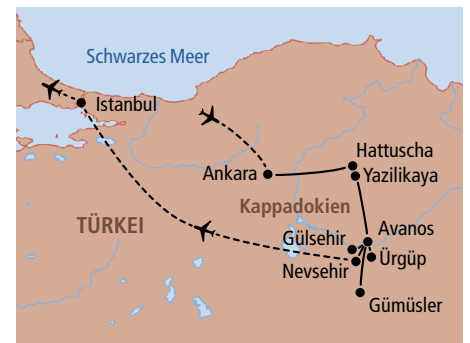 Schwarzes Meer
Istanbul
Hattuscha
Ankara
Yazilikaya
Kappadokien
TÜRKEI
Avanos
Gülsehir
Ürgüp
Nevsehir
Gümüsler